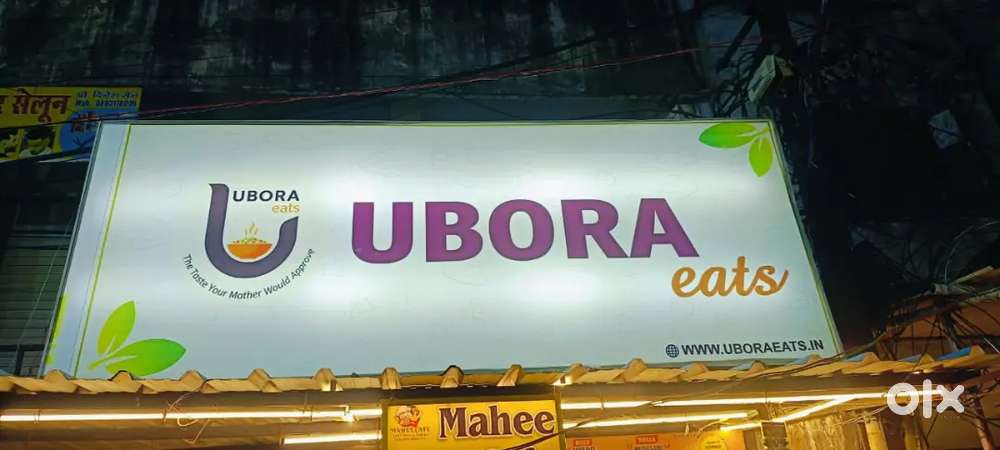 सेलून
UBORA
eats
The Taste Your Mother Would Approve
UBORA
eats
WWW.UBORAEATS.IN
Mahee
olx